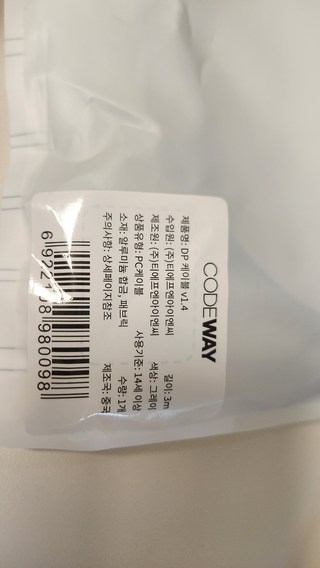 CODEWAY
제품명: DP 케이블 v1.4
수입원: (주)티에프엔아이엔씨 길이: 3m
제조원: (주)티에프엔아이엔씨 색상: 그레이
상품유형: PC케이블 사용기준: 14세 이상
소재: 알루미늄 합금, 패브릭 수량: 1개
주의사항: 상세페이지참조 제조국: 중국